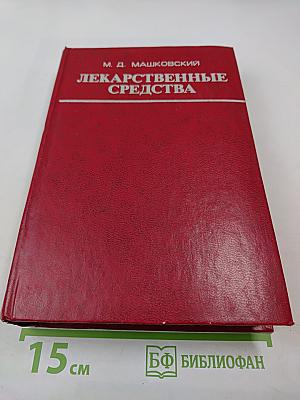 М. Д. МАШКОВСКИЙ
ЛЕКАРСТВЕННЫЕ
СРЕДСТВА
15 см
БФ БИБЛИОФАН